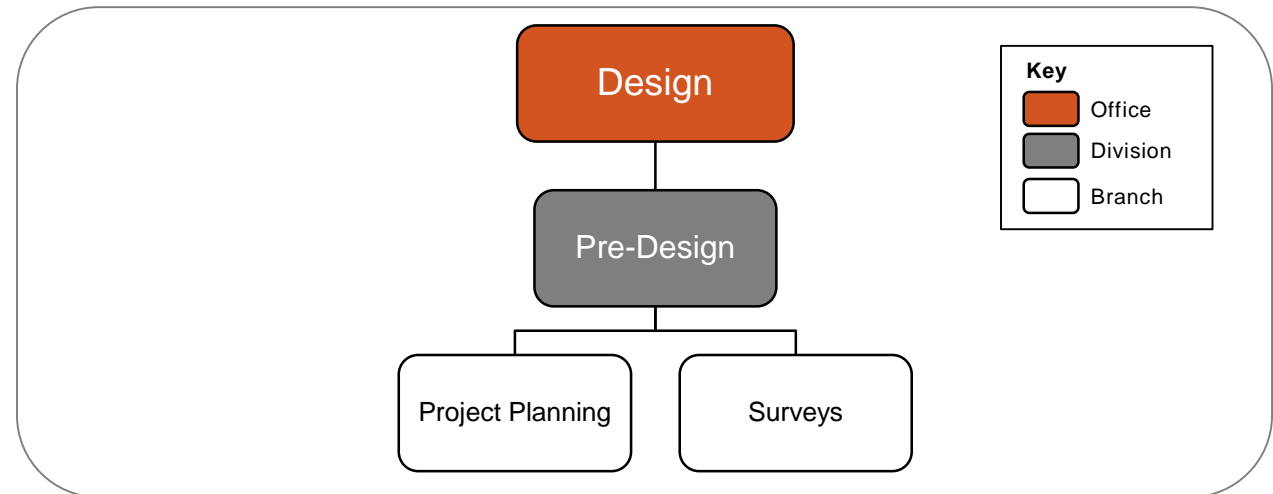 Design
Key
Office
Division
Branch
Pre-Design
Project Planning
Surveys